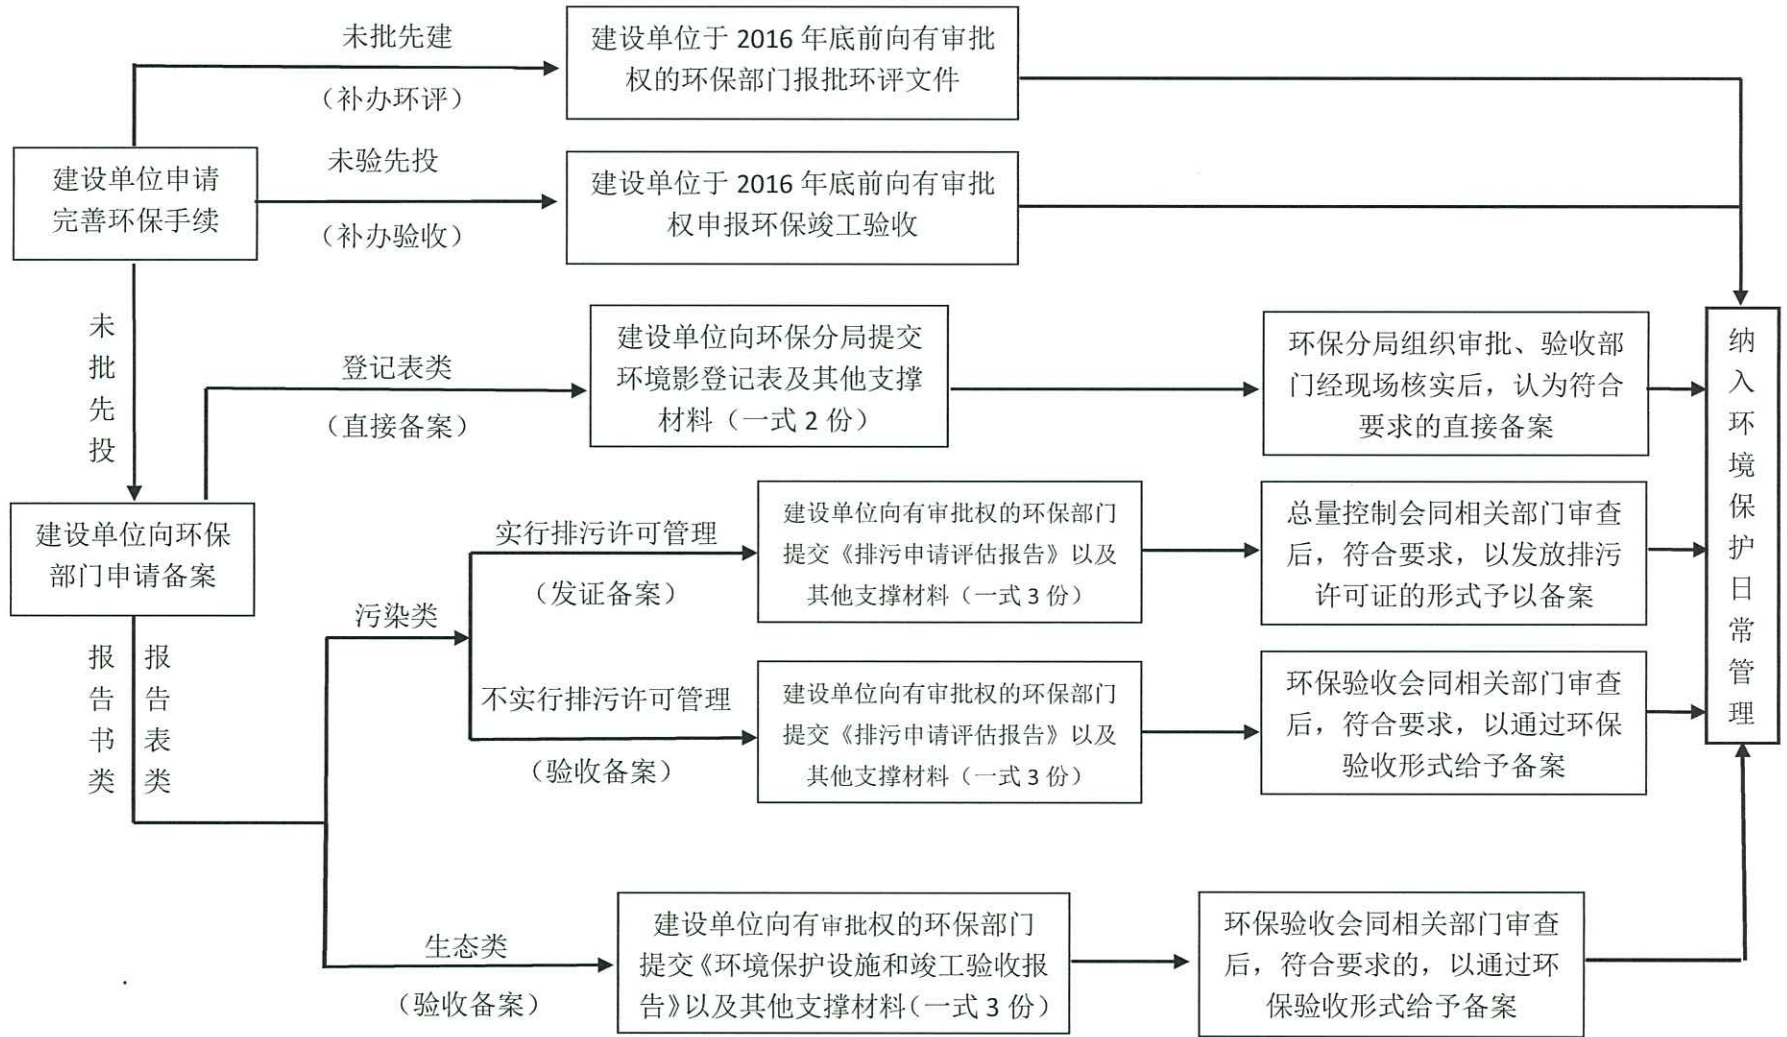 未批先建
（补办环评）
建设单位于 2016 年底前向有审批
权的环保部门报批环评文件
建设单位申请
完善环保手续
未验先投
（补办验收）
建设单位于 2016 年底前向有审批
权申报环保竣工验收
未批先投
登记表类
（直接备案）
建设单位向环保分局提交
环境影登记表及其他支撑
材料（一式 2 份）
环保分局组织审批、验收部
门经现场核实后，认为符合
要求的直接备案
纳入环境保护日常管理
建设单位向环保
部门申请备案
报告书类
报告表类
污染类
实行排污许可管理
（发证备案）
建设单位向有审批权的环保部门
提交《排污申请评估报告》以及
其他支撑材料（一式 3 份）
总量控制会同相关部门审查
后，符合要求，以发放排污
许可证的形式予以备案
不实行排污许可管理
（验收备案）
建设单位向有审批权的环保部门
提交《排污申请评估报告》以及
其他支撑材料（一式 3 份）
环保验收会同相关部门审查
后，符合要求，以通过环保
验收形式给予备案
生态类
（验收备案）
建设单位向有审批权的环保部门
提交《环境保护设施和竣工验收报
告》以及其他支撑材料（一式 3 份）
环保验收会同相关部门审查
后，符合要求的，以通过环
保验收形式给予备案